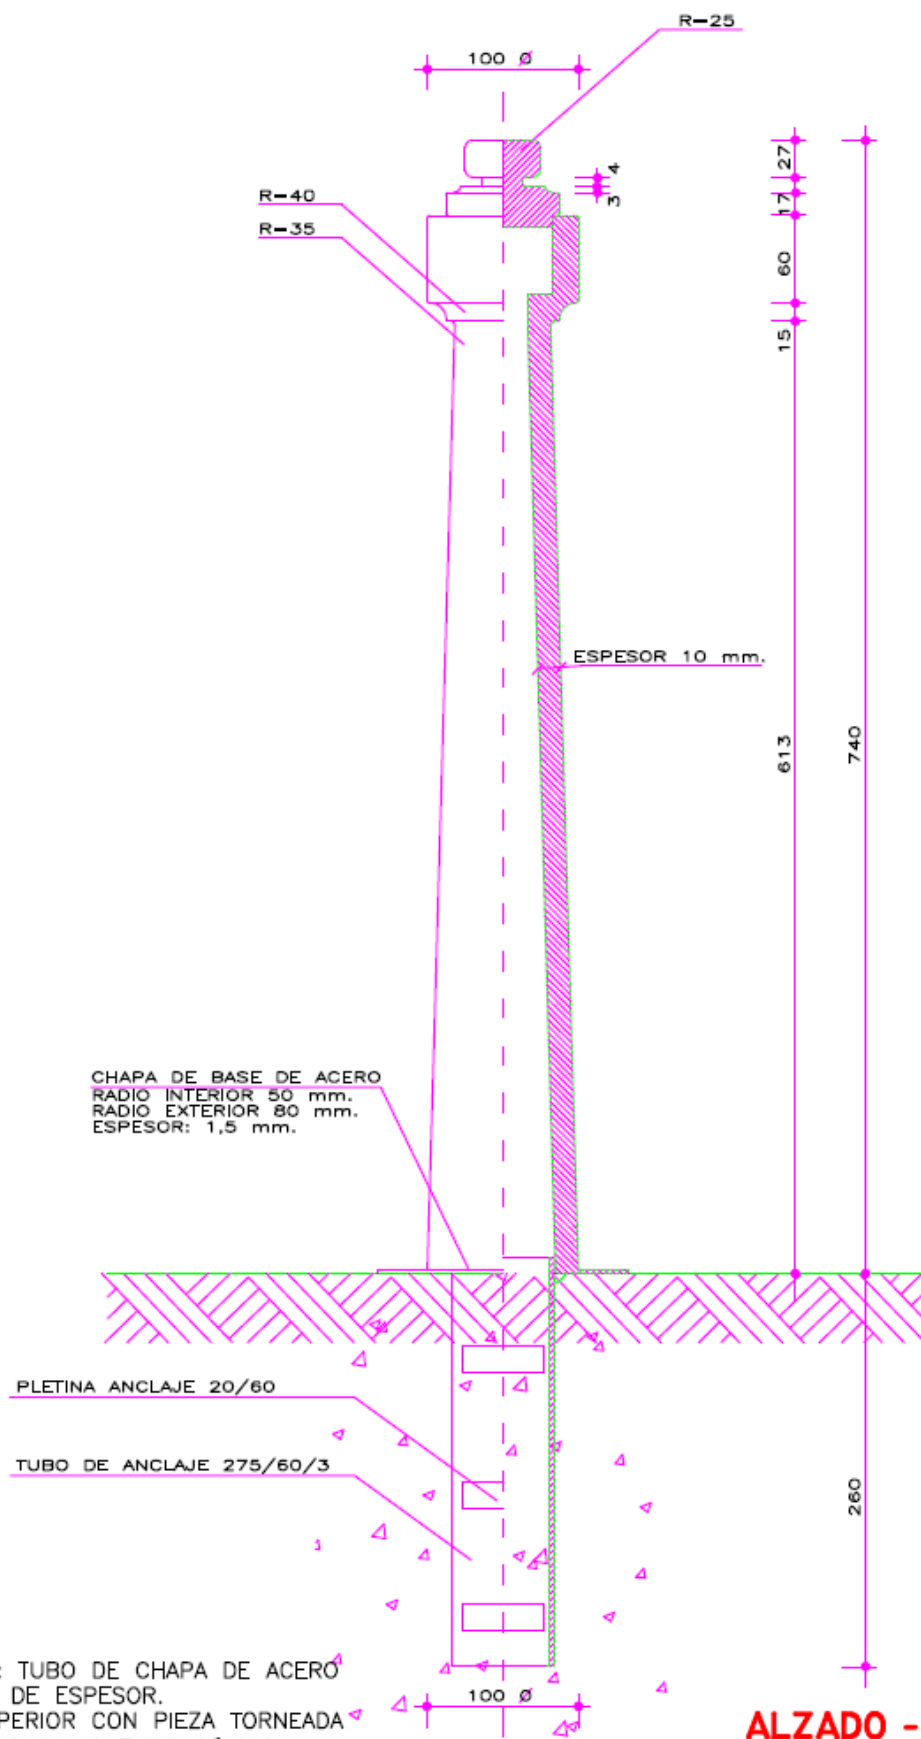 R-25
100 Ø
27
4
3
17
R-40
R-35
60
15
ESPESOR 10 mm.
613
740
CHAPA DE BASE DE ACERO
RADIO INTERIOR 50 mm.
RADIO EXTERIOR 80 mm.
ESPESOR: 1,5 mm.
PLETINA ANCLAJE 20/60
TUBO DE ANCLAJE 275/60/3
260
: TUBO DE CHAPA DE ACERO
DE ESPESOR.
PERIOR CON PIEZA TORNEADA
100 Ø
ALZADO -